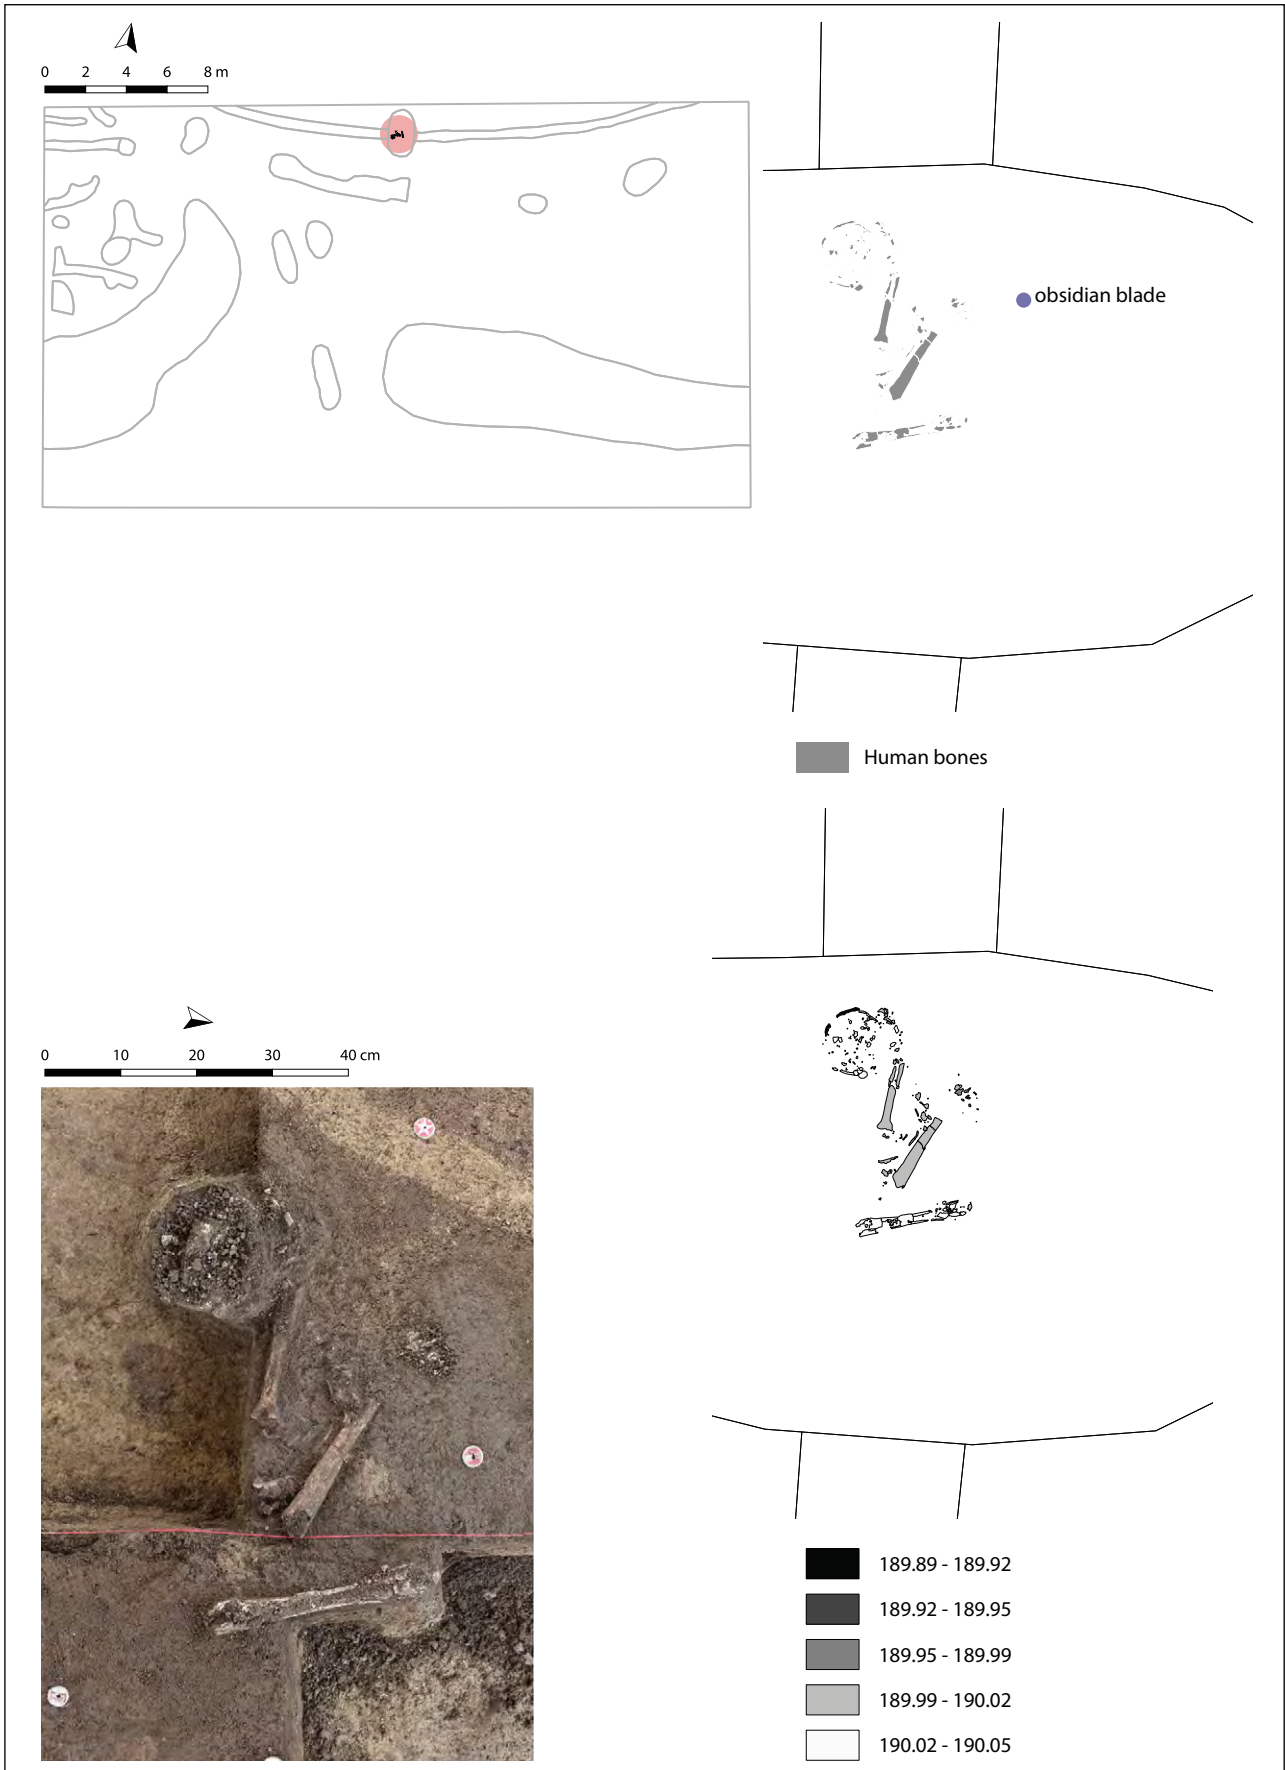 0 2 4 6 8 m
obsidian blade
Human bones
0 10 20 30 40 cm
189.89 - 189.92
189.92 - 189.95
189.95 - 189.99
189.99 - 190.02
190.02 - 190.05